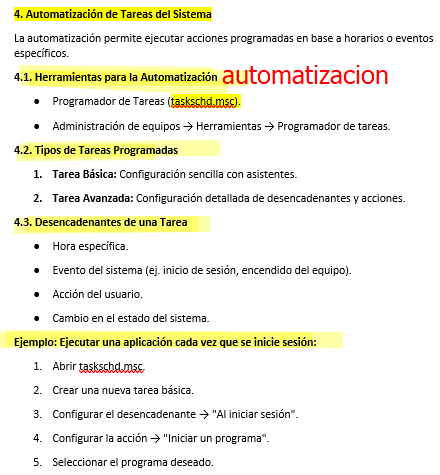 4. Automatización de Tareas del Sistema
La automatización permite ejecutar acciones programadas en base a horarios o eventos
específicos.
4.1. Herramientas para la Automatización automatizacion
● Programador de Tareas (taskschd.msc).
● Administración de equipos → Herramientas → Programador de tareas.
4.2. Tipos de Tareas Programadas
1. Tarea Básica: Configuración sencilla con asistentes.
2. Tarea Avanzada: Configuración detallada de desencadenantes y acciones.
4.3. Desencadenantes de una Tarea
● Hora específica.
● Evento del sistema (ej. inicio de sesión, encendido del equipo).
● Acción del usuario.
● Cambio en el estado del sistema.
Ejemplo: Ejecutar una aplicación cada vez que se inicie sesión:
1. Abrir taskschd.msc.
2. Crear una nueva tarea básica.
3. Configurar el desencadenante → "Al iniciar sesión".
4. Configurar la acción → "Iniciar un programa".
5. Seleccionar el programa deseado.